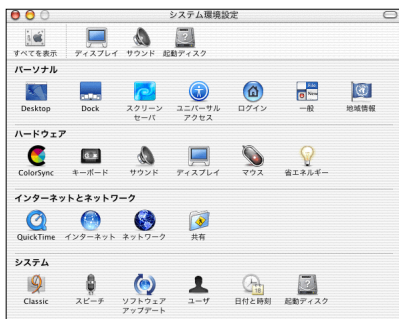 システム環境設定
すべてを表示 ディスプレイ サウンド 起動ディスク
パーソナル
Desktop Dock スクリーンセーバ ユニバーサルアクセス ログイン 一般 地域情報
ハードウェア
ColorSync キーボード サウンド ディスプレイ マウス 省エネルギー
インターネットとネットワーク
QuickTime インターネット ネットワーク 共有
システム
Classic スピーチ ソフトウェアアップデート ユーザ 日付と時刻 起動ディスク